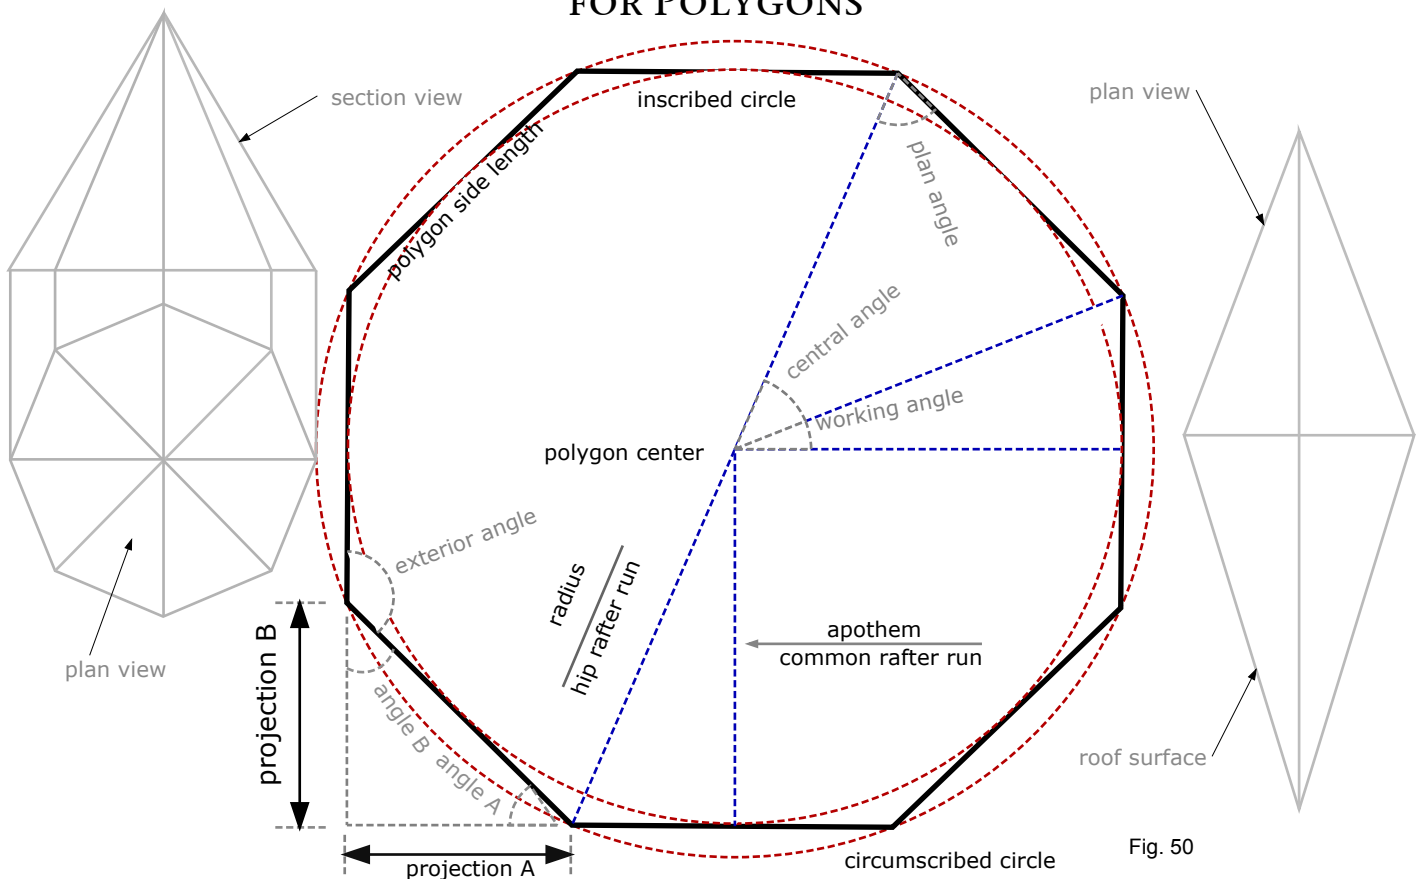 FOR POLYGONS
section view
inscribed circle
plan view
polygon side length
plan angle
central angle
working angle
polygon center
exterior angle
radius
hip rafter run
apothem
common rafter run
projection B
plan view
angle B
angle A
roof surface
projection A
circumscribed circle
Fig. 50